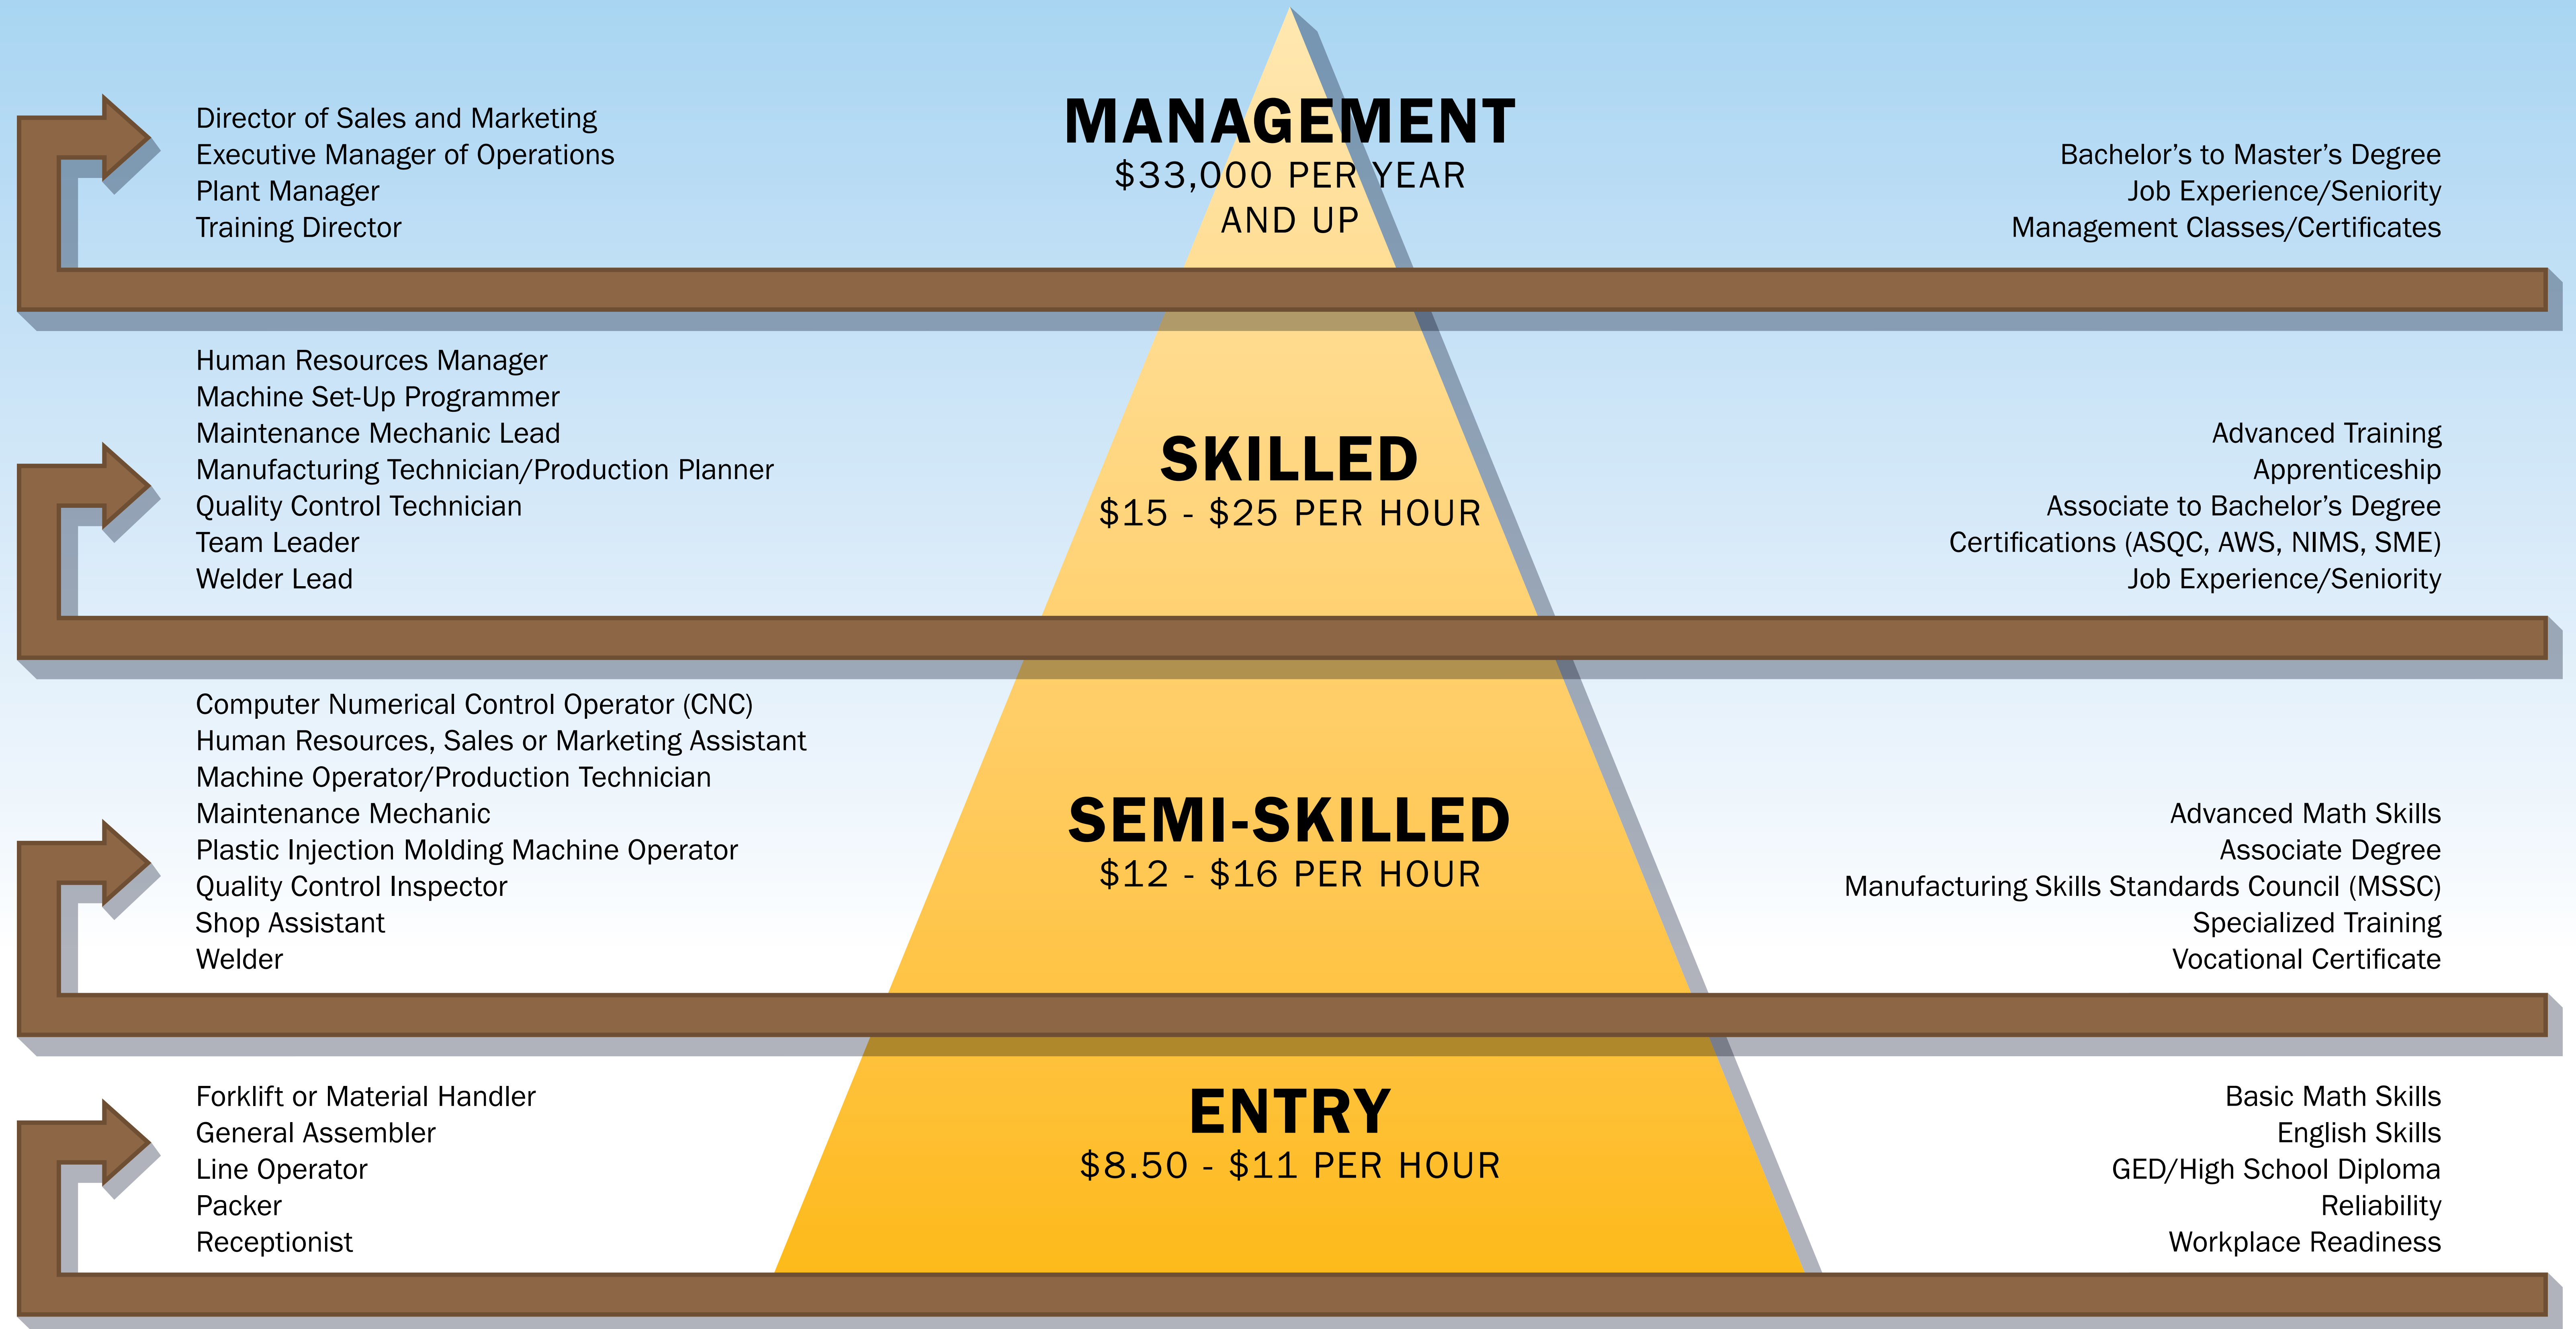 Director of Sales and Marketing
Executive Manager of Operations
Plant Manager
Training Director
MANAGEMENT
$33,000 PER YEAR
AND UP
Bachelor’s to Master’s Degree
Job Experience/Seniority
Management Classes/Certificates
Human Resources Manager
Machine Set-Up Programmer
Maintenance Mechanic Lead
Manufacturing Technician/Production Planner
Quality Control Technician
Team Leader
Welder Lead
SKILLED
$15 - $25 PER HOUR
Advanced Training
Apprenticeship
Associate to Bachelor’s Degree
Certifications (ASQC, AWS, NIMS, SME)
Job Experience/Seniority
Computer Numerical Control Operator (CNC)
Human Resources, Sales or Marketing Assistant
Machine Operator/Production Technician
Maintenance Mechanic
Plastic Injection Molding Machine Operator
Quality Control Inspector
Shop Assistant
Welder
SEMI-SKILLED
$12 - $16 PER HOUR
Advanced Math Skills
Associate Degree
Manufacturing Skills Standards Council (MSSC)
Specialized Training
Vocational Certificate
Forklift or Material Handler
General Assembler
Line Operator
Packer
Receptionist
ENTRY
$8.50 - $11 PER HOUR
Basic Math Skills
English Skills
GED/High School Diploma
Reliability
Workplace Readiness